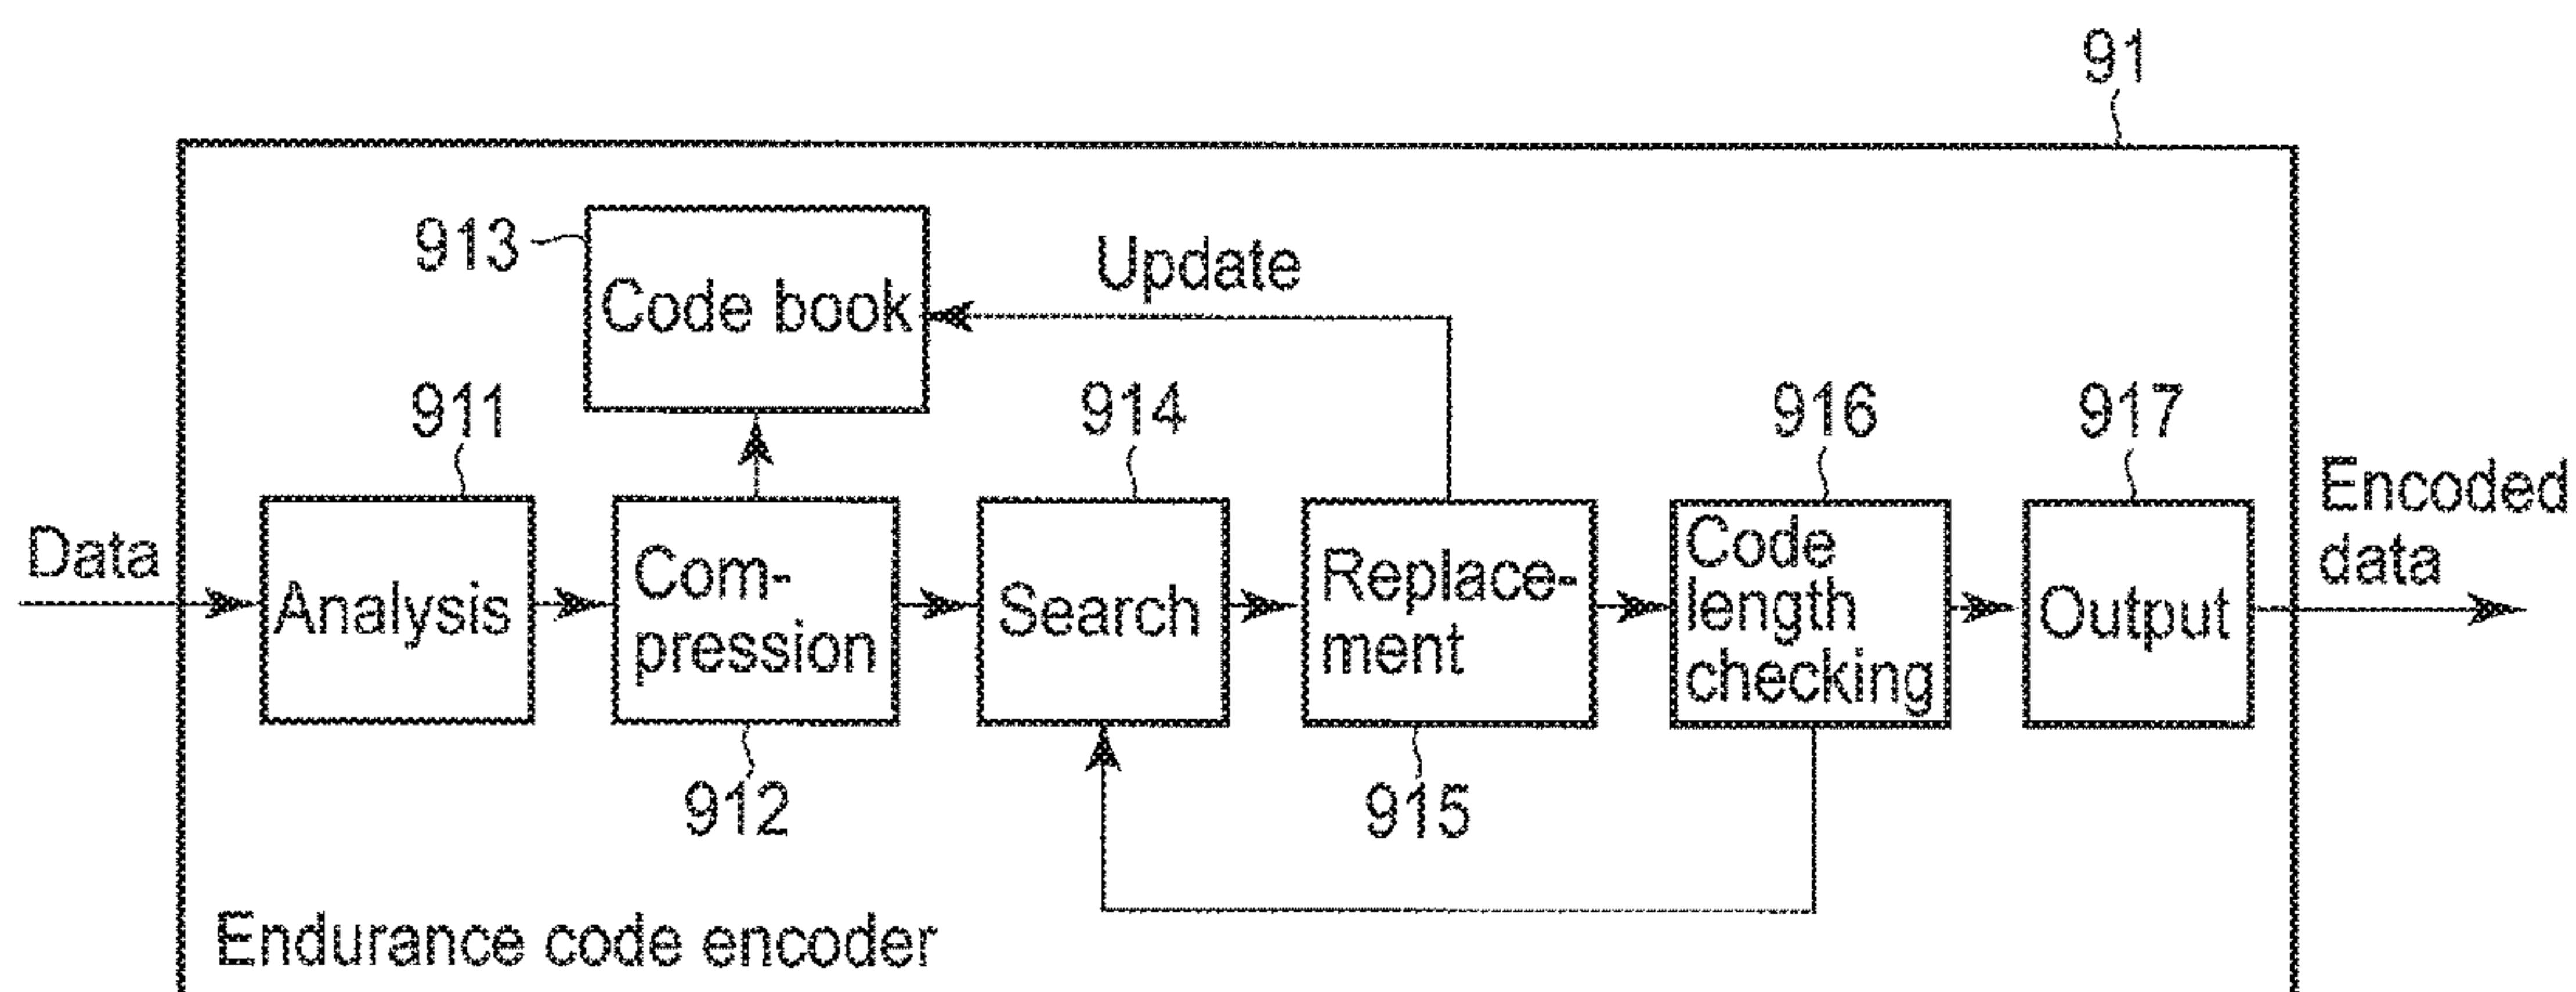 91
913
Code book
Update
911
914
916
917
Data
Analysis
Com-
pression
Search
Replace-
ment
Code
length
checking
Output
Encoded
data
912
915
Endurance code encoder